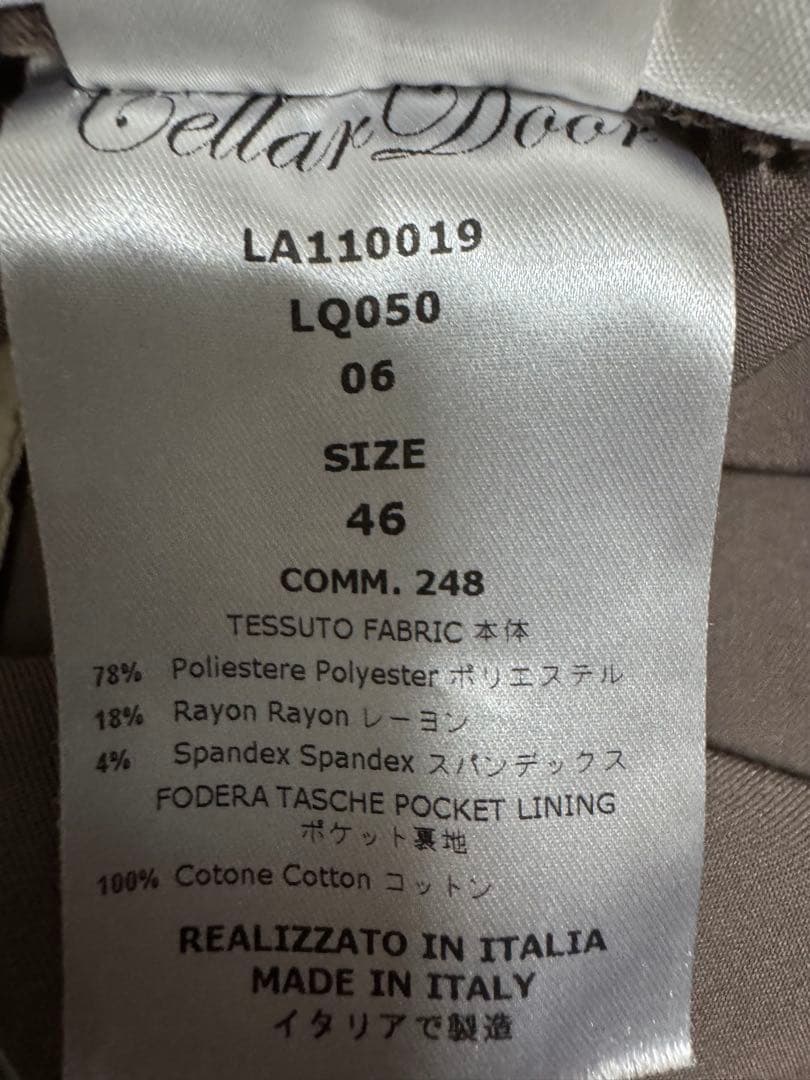 Cellar Door
LA110019
LQ050
06
SIZE
46
COMM. 248
TESSUTO FABRIC 本体
78% Poliestere Polyester ポリエステル
18% Rayon Rayon レーヨン
4% Spandex Spandex スパンデックス
FODERA TASCHE POCKET LINING
ポケット裏地
100% Cotone Cotton コットン
REALIZZATO IN ITALIA
MADE IN ITALY
イタリアで製造